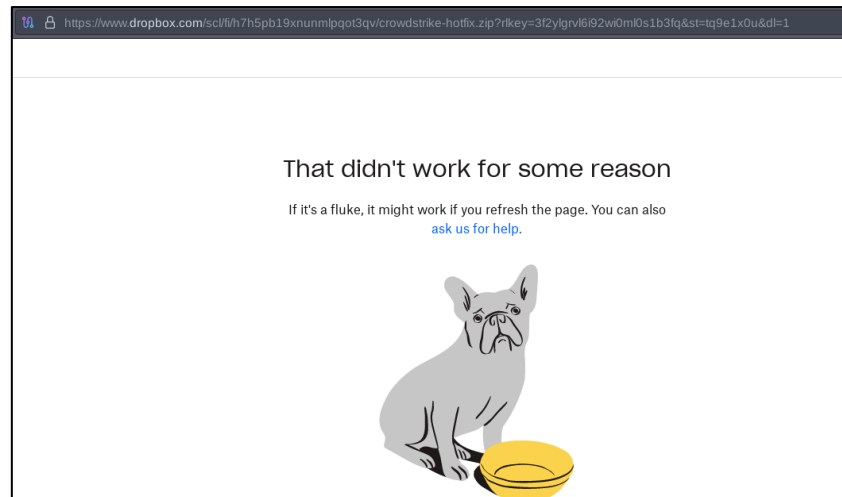 https://www.dropbox.com/scl/fi/h7h5pb19xnunmlpqot3qv/crowdstrike-hotfix.zip?rlkey=3f2ylgrvl6i92wi0ml0s1b3fq&st=tq9e1x0u&dl=1
That didn't work for some reason
If it's a fluke, it might work if you refresh the page. You can also
ask us for help.